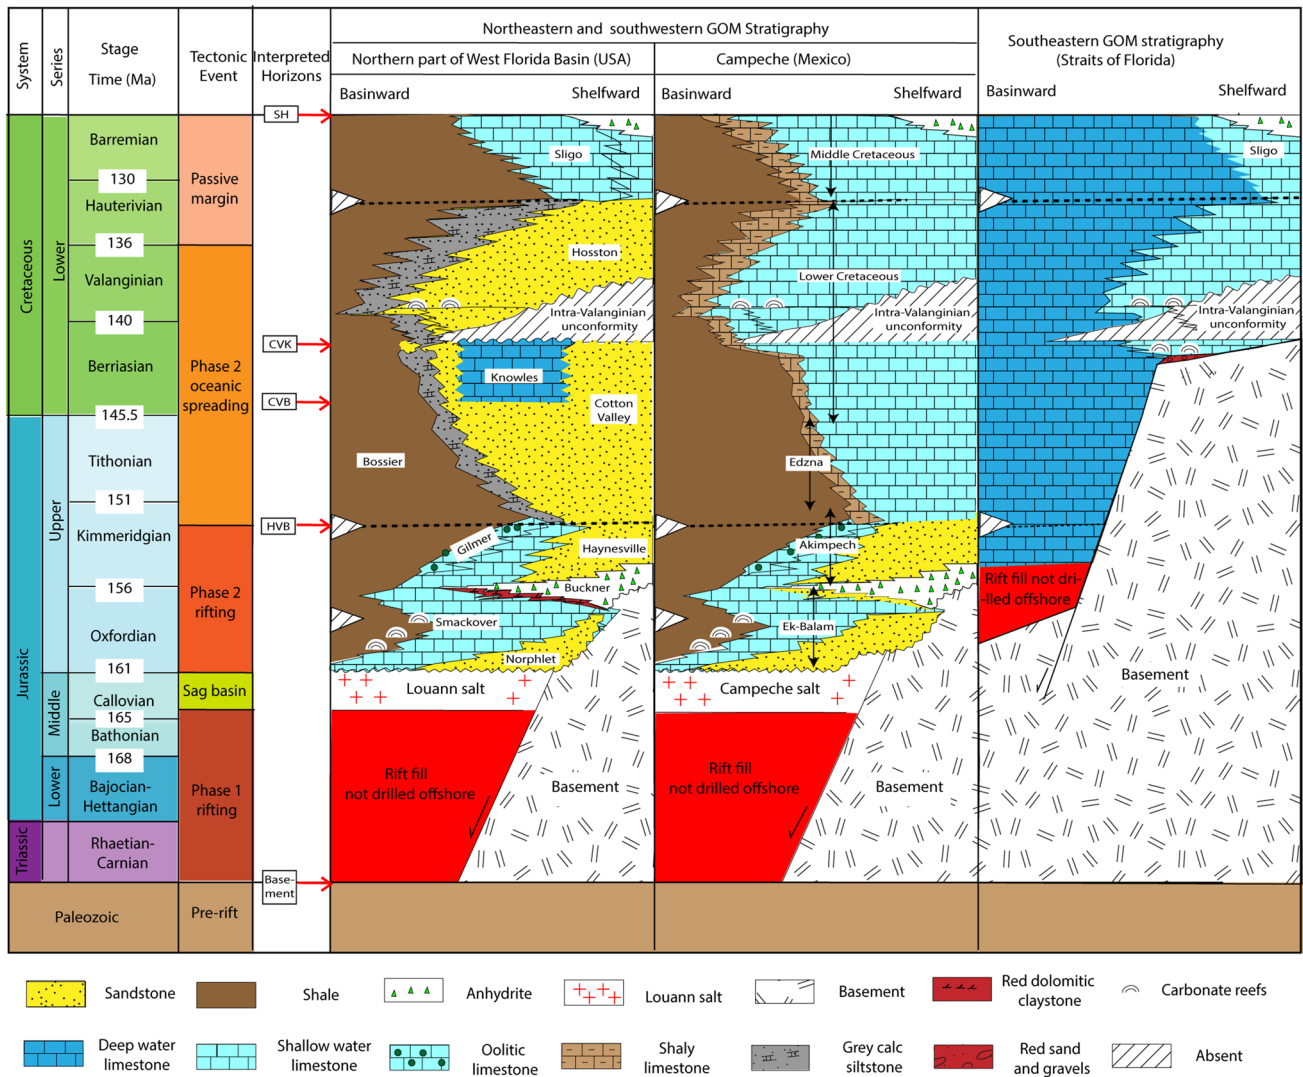 System
Series
Stage
Time (Ma)
Tectonic
Event
Interpreted
Horizons
Northeastern and southwestern GOM Stratigraphy
Northern part of West Florida Basin (USA)
Campeche (Mexico)
Southeastern GOM stratigraphy
(Straits of Florida)
Basinward
Shelfward
Basinward
Shelfward
Basinward
Shelfward
Cretaceous
Jurassic
Triassic
Lower
Upper
Middle
Lower
Barremian
130
Hauterivian
136
Valanginian
140
Berriasian
145.5
Tithonian
151
Kimmeridgian
156
Oxfordian
161
Callovian
165
Bathonian
168
Bajocian-
Hettangian
Rhaetian-
Carnian
Paleozoic
Passive
margin
Phase 2
oceanic
spreading
Phase 2
rifting
Sag basin
Phase 1
rifting
Pre-rift
SH
CVK
CVB
HVB
Base-
ment
Sligo
Hosston
Intra-Valanginian
unconformity
Knowles
Cotton
Valley
Bossier
Gilmer
Haynesville
Buckner
Smackover
Norphlet
Louann salt
Rift fill
not drilled offshore
Basement
Middle Cretaceous
Lower Cretaceous
Intra-Valanginian
unconformity
Edzna
Akimpech
Ek-Balam
Campeche salt
Rift fill
not drilled offshore
Basement
Sligo
Intra-Valanginian
unconformity
Rift fill not dri-
-lled offshore
Basement
Sandstone
Shale
Anhydrite
Louann salt
Basement
Red dolomitic
claystone
Carbonate reefs
Deep water
limestone
Shallow water
limestone
Oolitic
limestone
Shaly
limestone
Grey calc
siltstone
Red sand
and gravels
Absent